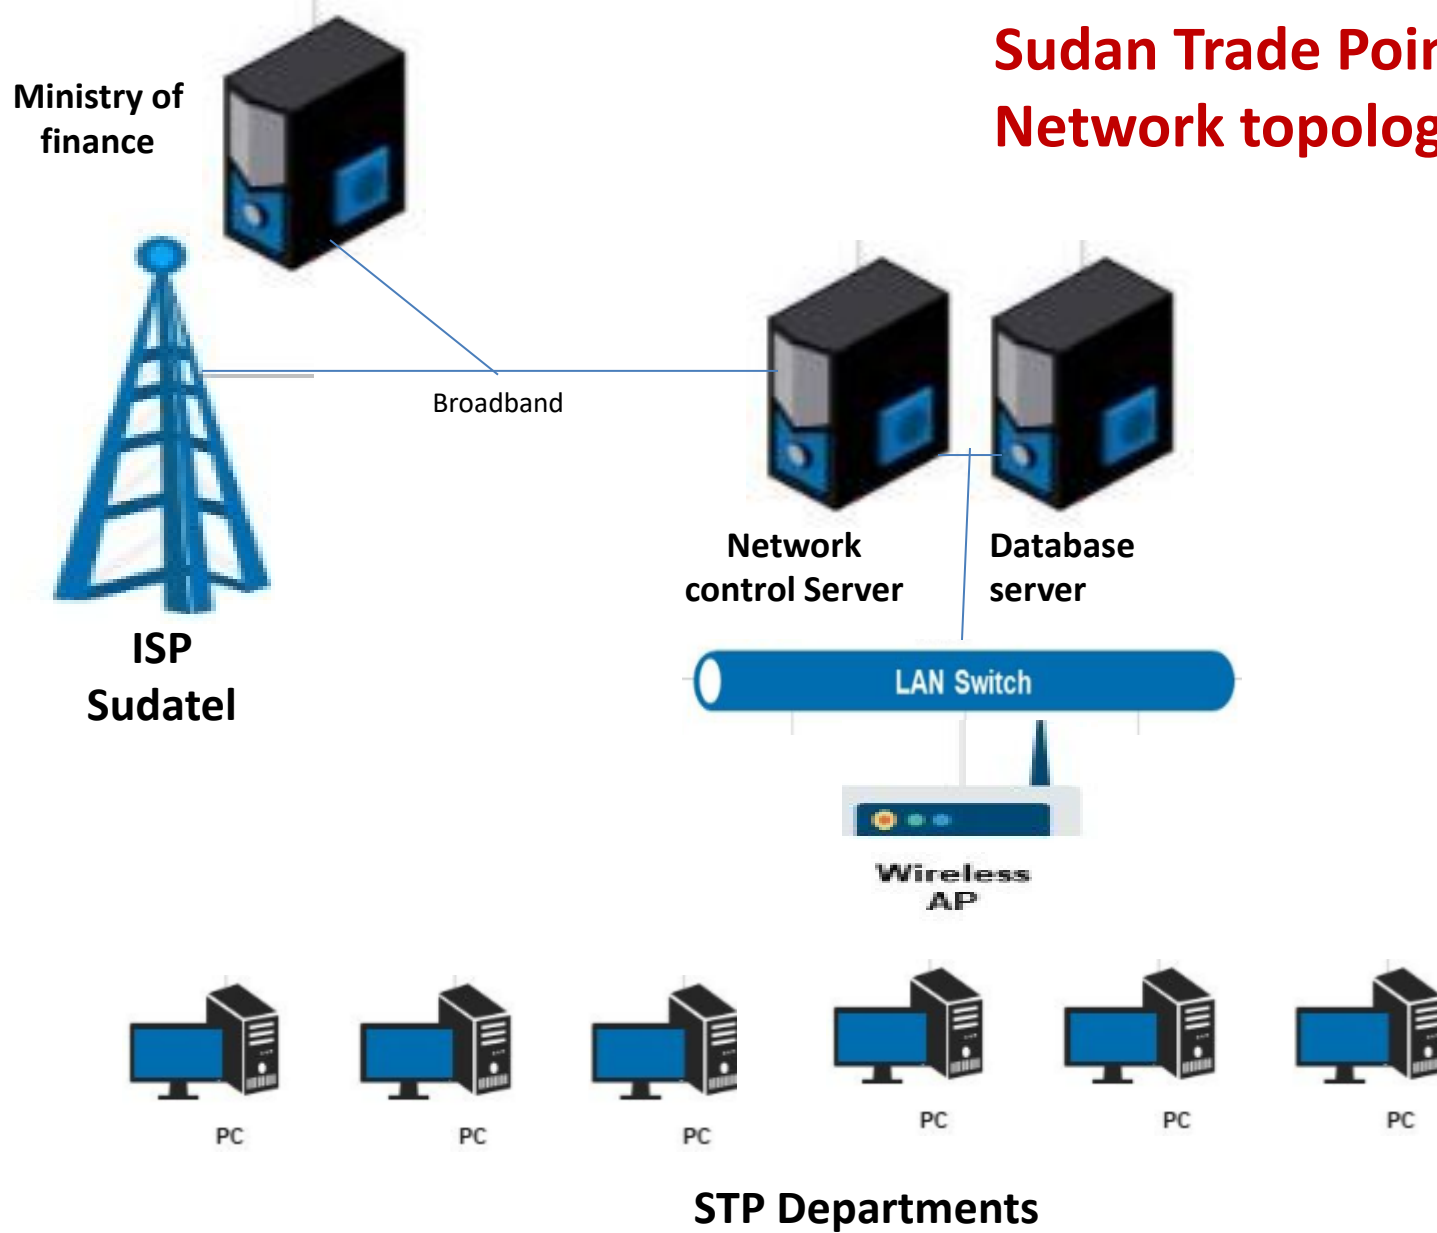 Sudan Trade Poin
Network topolog
Ministry of
finance
Broadband
Network
control Server
Database
server
ISP
Sudatel
LAN Switch
Wireless
AP
PC
PC
PC
PC
PC
PC
STP Departments